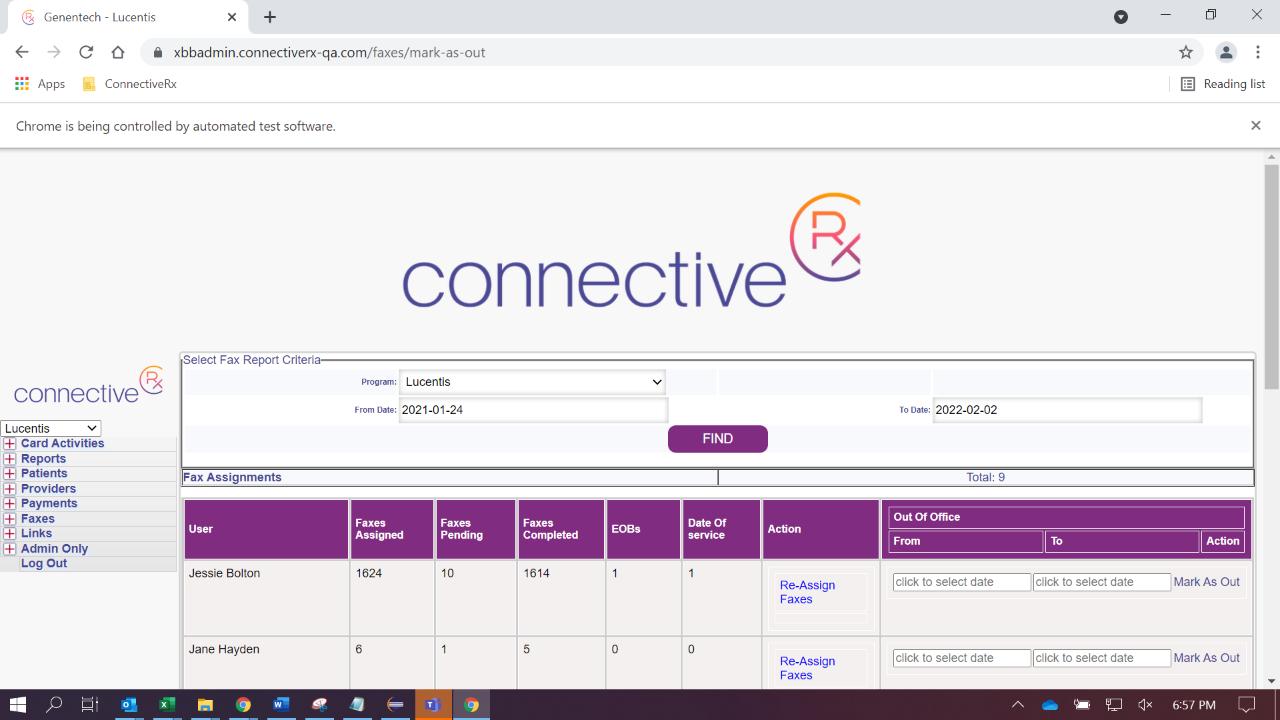 Genentech - Lucentis
xbbadmin.connectiverx-qa.com/faxes/mark-as-out
Apps
ConnectiveRx
Reading list
Chrome is being controlled by automated test software.
connective Rx
connective Rx
Lucentis
Card Activities
Reports
Patients
Providers
Payments
Faxes
Links
Admin Only
Log Out
Select Fax Report Criteria
Program: Lucentis
From Date: 2021-01-24 To Date: 2022-02-02
FIND
Fax Assignments Total: 9
User Faxes Assigned Faxes Pending Faxes Completed EOBs Date Of service Action Out Of Office
From To Action
Jessie Bolton 1624 10 1614 1 1 Re-Assign Faxes click to select date click to select date Mark As Out
Jane Hayden 6 1 5 0 0 Re-Assign Faxes click to select date click to select date Mark As Out
6:57 PM